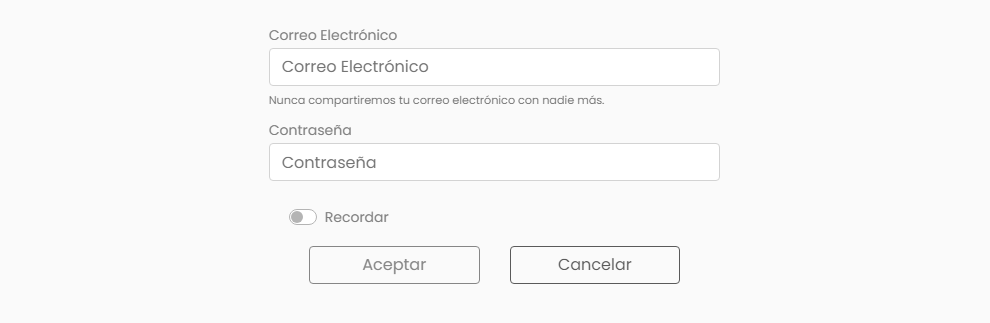 Correo Electrónico
Correo Electrónico
Nunca compartiremos tu correo electrónico con nadie más.
Contraseña
Contraseña
Recordar
Aceptar
Cancelar